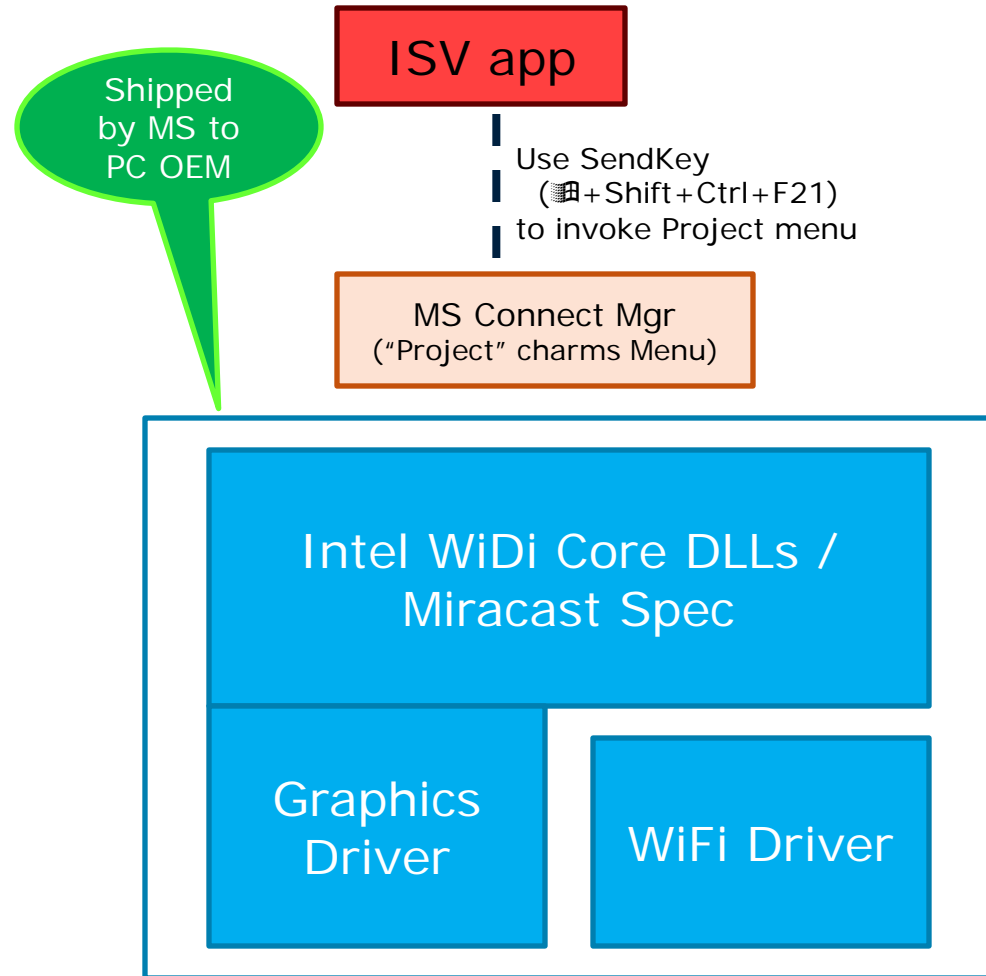 ISV app
Shipped
by MS to
PC OEM
Use SendKey
(+Shift+Ctrl+F21)
to invoke Project menu
MS Connect Mgr
(“Project” charms Menu)
Intel WiDi Core DLLs /
Miracast Spec
Graphics
Driver
WiFi Driver